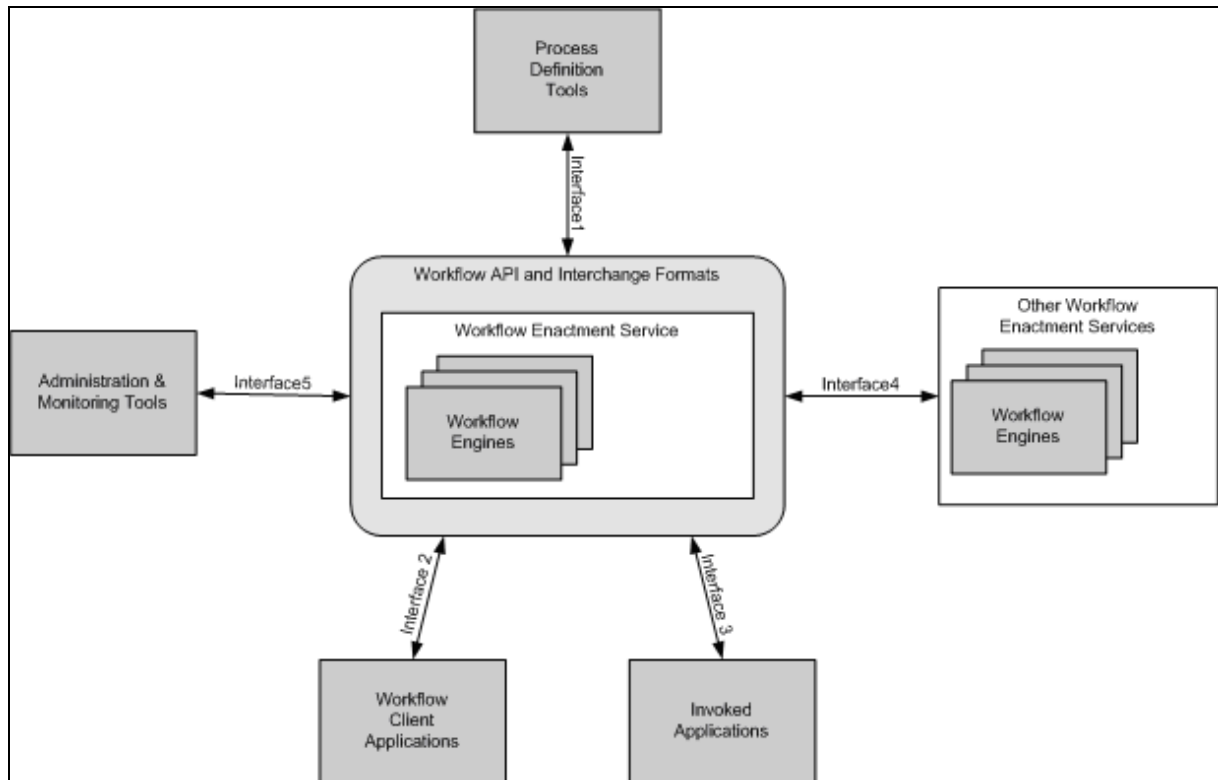 Process
Definition
Tools
Interface1
Workflow API and Interchange Formats
Workflow Enactment Service
Workflow
Engines
Other Workflow
Enactment Services
Workflow
Engines
Administration &
Monitoring Tools
Interface5
Interface4
Interface 2
Interface 3
Workflow
Client
Applications
Invoked
Applications